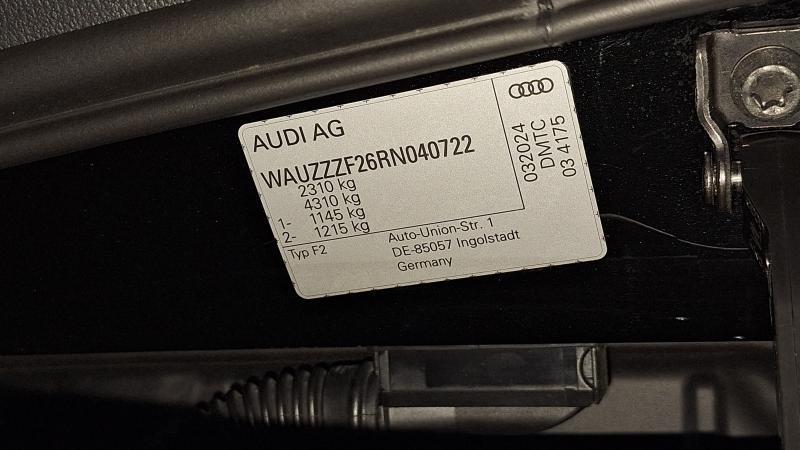 AUDI AG
WAUZZZF26RN040722
2310 kg
4310 kg
1- 1145 kg
2- 1215 kg
Typ F2
Auto-Union-Str. 1
DE-85057 Ingolstadt
Germany
032024
DMTC
03 4175